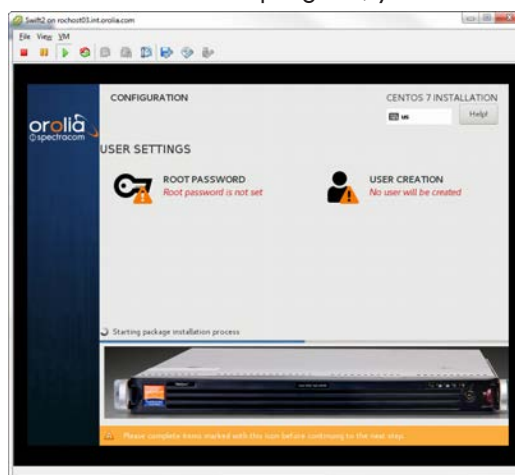 Swift2 on rochost03.int.orolia.com
File View VM
CONFIGURATION
CENTOS 7 INSTALLATION
us
Help!
orolia
spectracom
USER SETTINGS
ROOT PASSWORD
Root password is not set
USER CREATION
No user will be created
Starting package installation process
Please complete items marked with this icon before continuing to the next step.